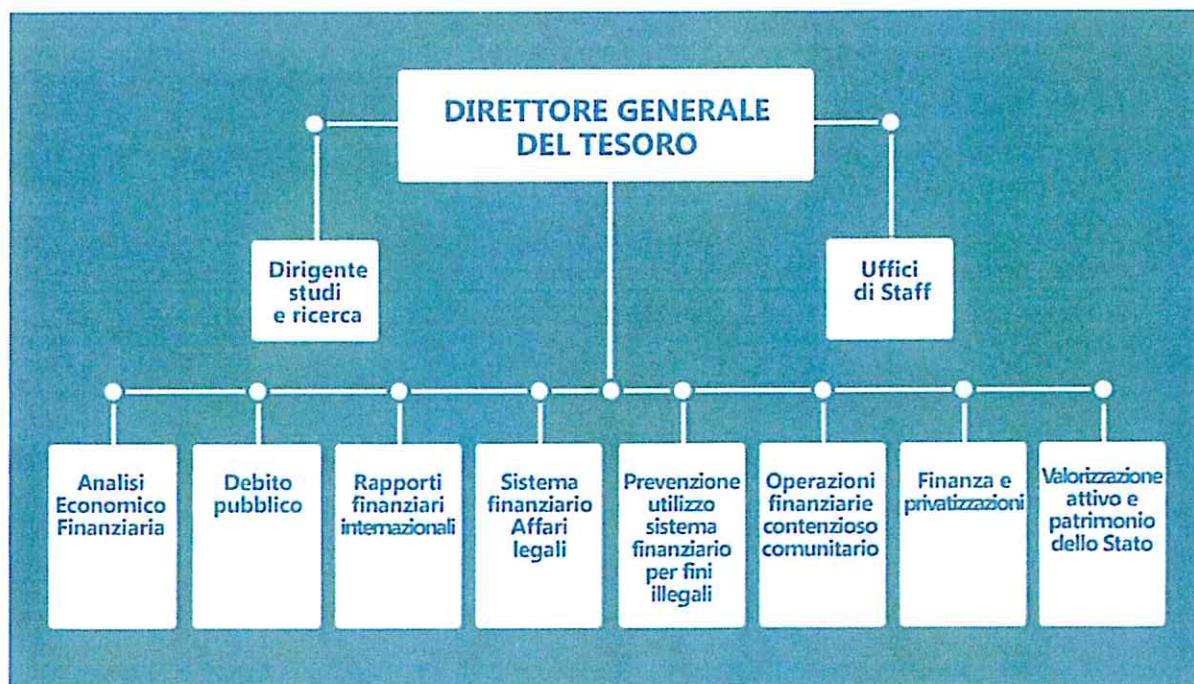 DIRETTORE GENERALE
DEL TESORO
Dirigente
studi
e ricerca
Uffici
di Staff
Analisi
Economico
Finanziaria
Debito
pubblico
Rapporti
finanziari
internazionali
Sistema
finanziario
Affari
legali
Prevenzione
utilizzo
sistema
finanziario
per fini
illegali
Operazioni
finanziarie
contenzioso
comunitario
Finanza e
privatizzazioni
Valorizzazione
attivo e
patrimonio
dello Stato